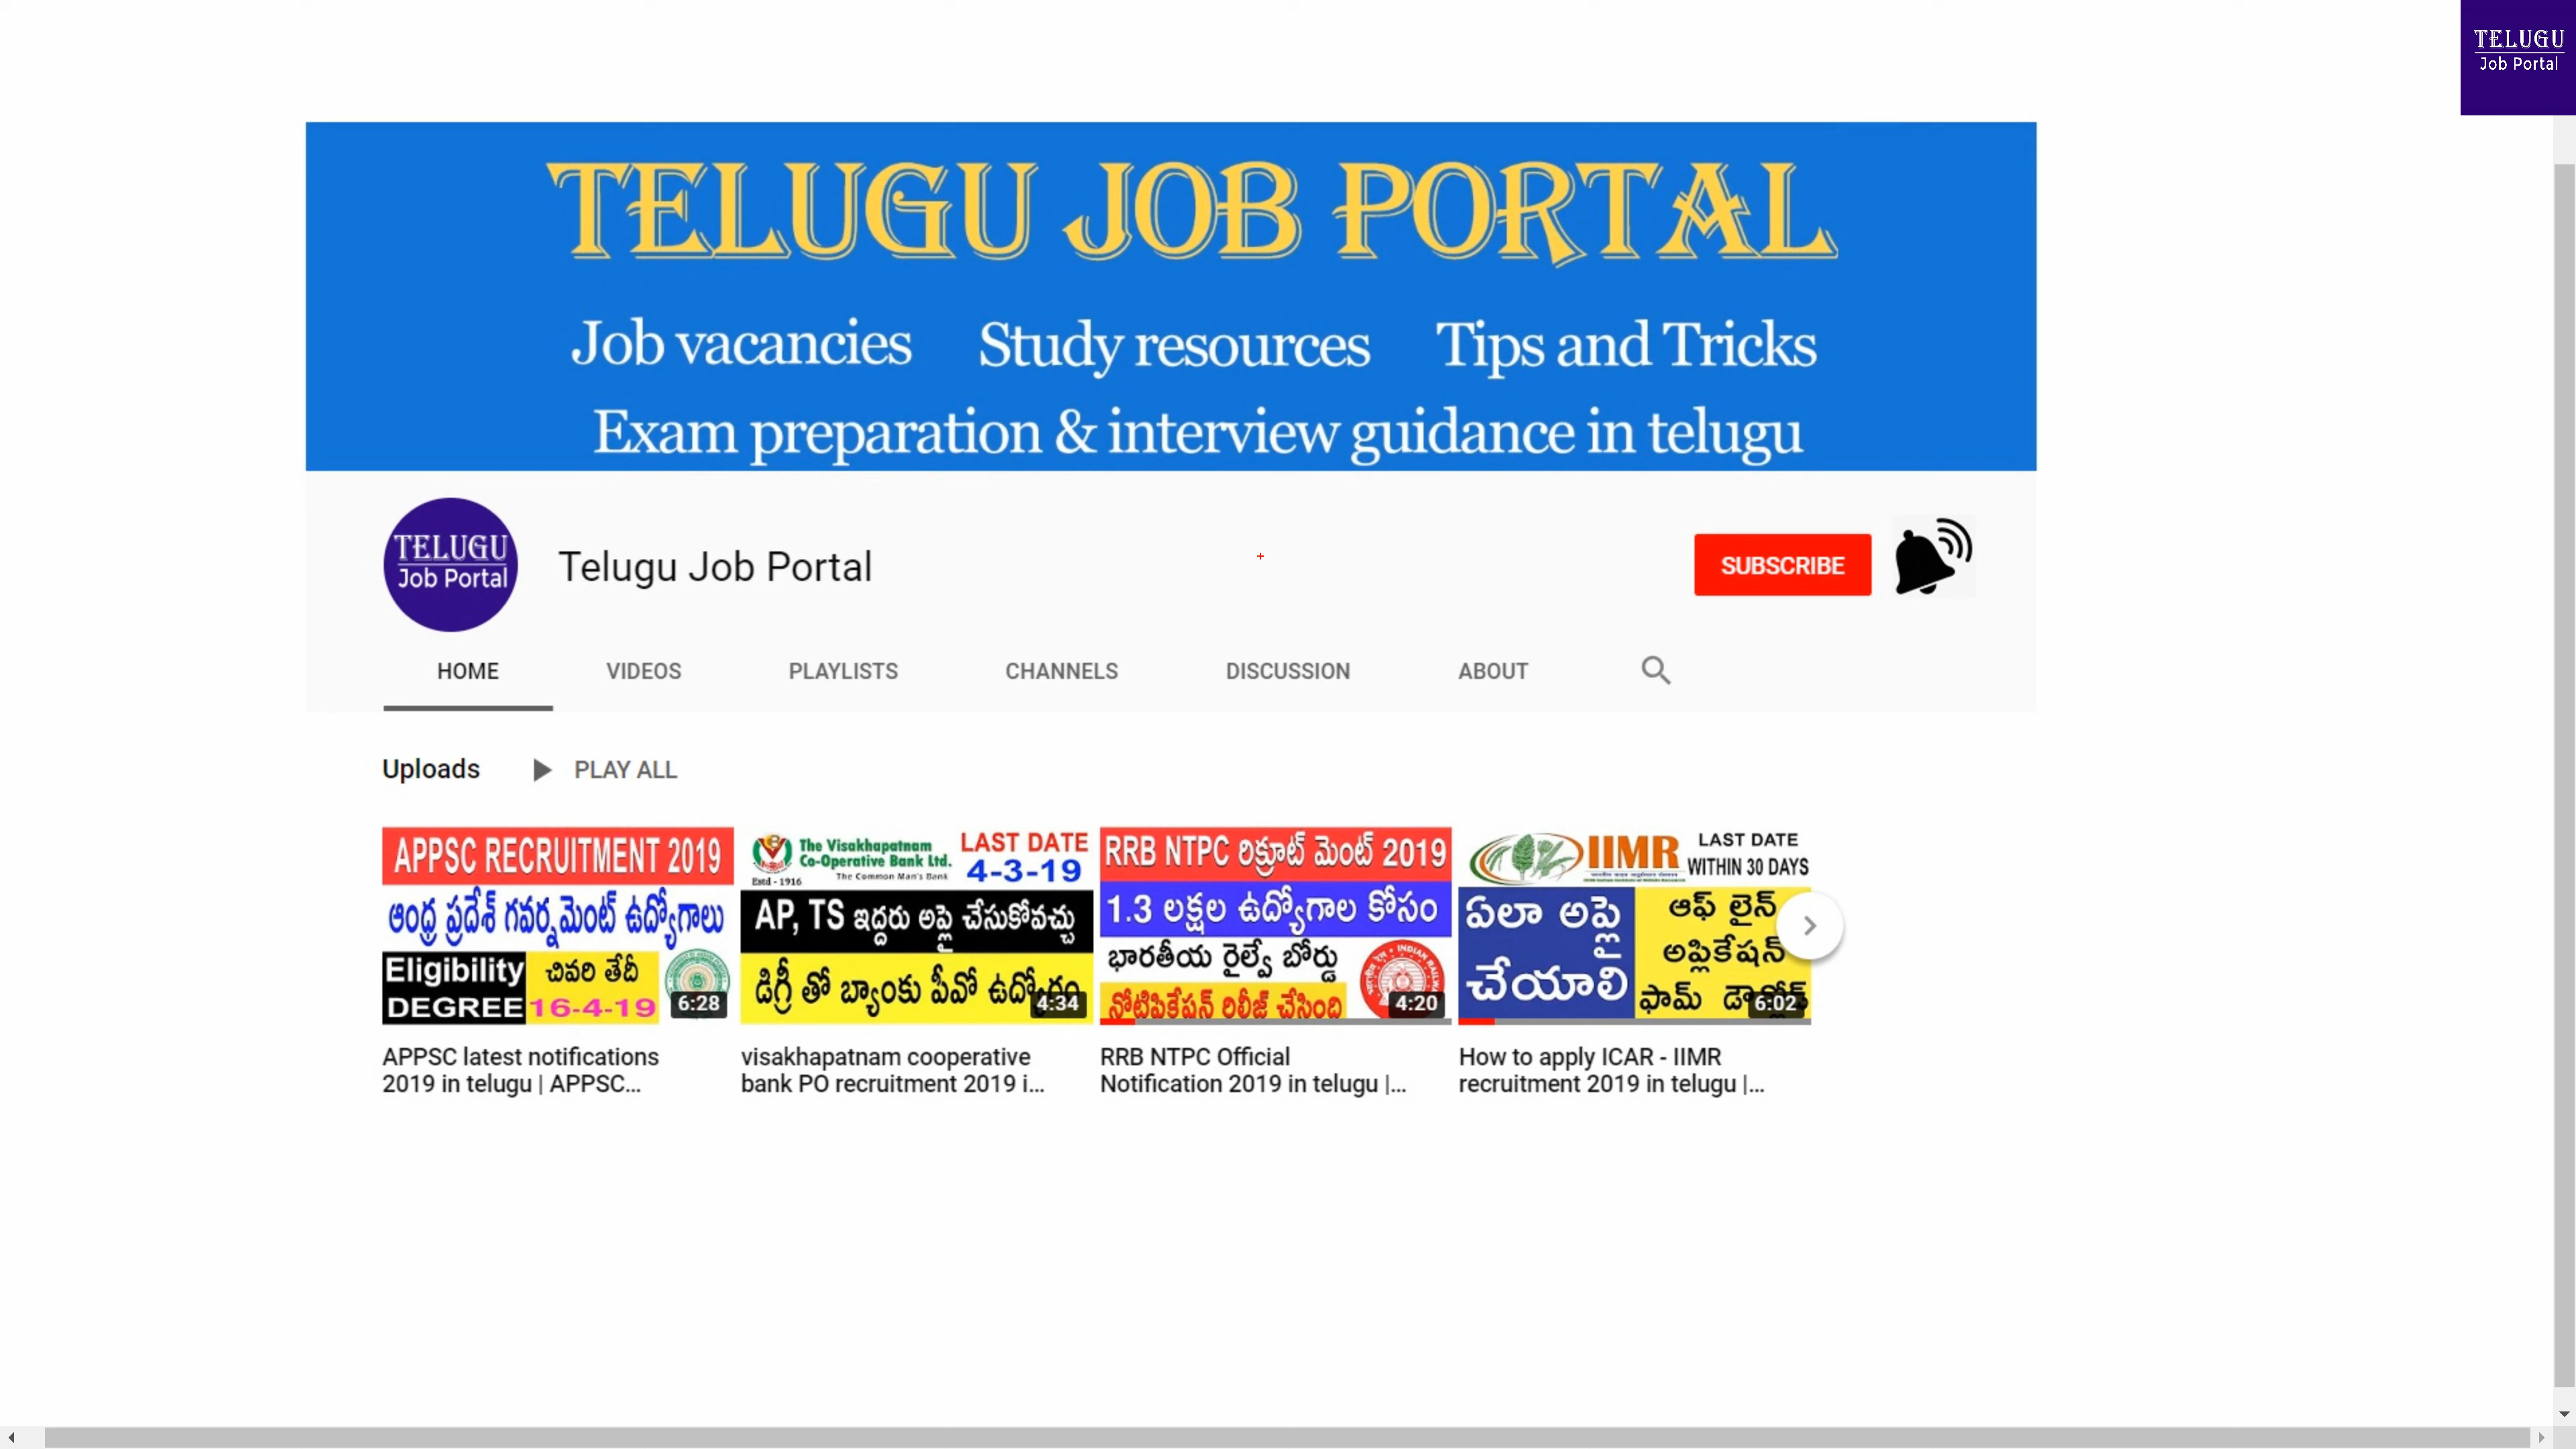 TELUGU
Job Portal
TELUGU JOB PORTAL
Job vacancies Study resources Tips and Tricks
Exam preparation & interview guidance in telugu
TELUGU
Job Portal
Telugu Job Portal
SUBSCRIBE
HOME VIDEOS PLAYLISTS CHANNELS DISCUSSION ABOUT
Uploads PLAY ALL
APPSC RECRUITMENT 2019
ఆంధ్ర ప్రదేశ్ గవర్నమెంట్ ఉద్యోగాలు
Eligibility చివరి తేదీ
DEGREE 16-4-19
6:28
APPSC latest notifications
2019 in telugu | APPSC...
The Visakhapatnam
Co-Operative Bank Ltd.
The Common Man's Bank
Estd - 1916
LAST DATE
4-3-19
AP, TS ఇద్దరు అప్లై చేసుకోవచ్చు
డిగ్రీ తో బ్యాంకు పీవో ఉద్యోగం
4:34
visakhapatnam cooperative
bank PO recruitment 2019 i...
RRB NTPC రిక్రూట్ మెంట్ 2019
1.3 లక్షల ఉద్యోగాల కోసం
భారతీయ రైల్వే బోర్డు
నోటిఫికేషన్ రిలీజ్ చేసింది
4:20
RRB NTPC Official
Notification 2019 in telugu |...
IIMR
LAST DATE
WITHIN 30 DAYS
ఏలా అప్లై
చేయాలి
ఆఫ్ లైన్
అప్లికేషన్
ఫామ్ డౌన్లోడ్
6:02
How to apply ICAR - IIMR
recruitment 2019 in telugu |...